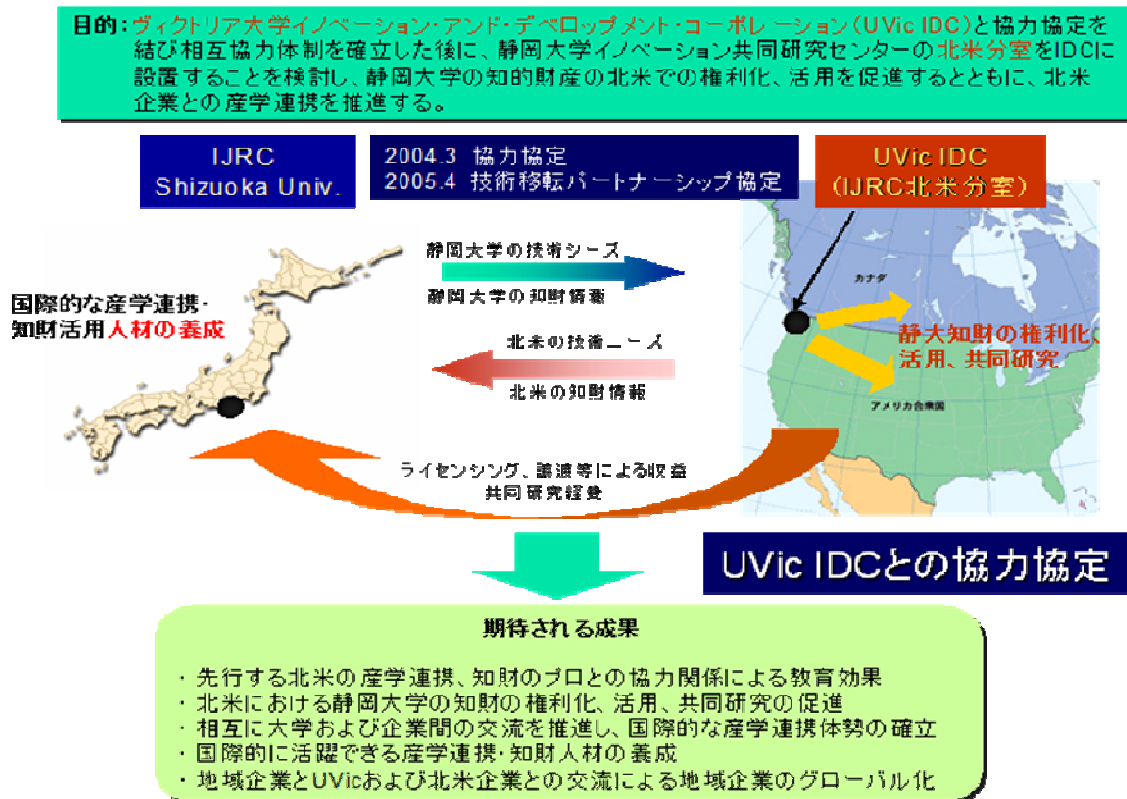 目的:ヴィクトリア大学イノベーション・アンド・デベロップメント・コーポレーション(UVic IDC)と協力協定を
結び相互協力体制を確立した後に、静岡大学イノベーション共同研究センターの北米分室をIDCに
設置することを検討し、静岡大学の知的財産の北米での権利化、活用を促進するとともに、北米
企業との産学連携を推進する。
IJRC
Shizuoka Univ.
2004.3 協力協定
2005.4 技術移転パートナーシップ協定
UVic IDC
(IJRC北米分室)
静岡大学の技術シーズ
静岡大学の知財情報
カナダ
国際的な産学連携・
知財活用人材の養成
北米の技術ニーズ
北米の知財情報
静大知財の権利化、
活用、共同研究
アメリカ合衆国
ライセンシング、譲渡等による収益
共同研究経費
UVic IDCとの協力協定
期待される成果
・ 先行する北米の産学連携、知財のプロとの協力関係による教育効果
・ 北米における静岡大学の知財の権利化、活用、共同研究の促進
・ 相互に大学および企業間の交流を推進し、国際的な産学連携体勢の確立
・ 国際的に活躍できる産学連携・知財人材の養成
・ 地域企業とUVicおよび北米企業との交流による地域企業のグローバル化